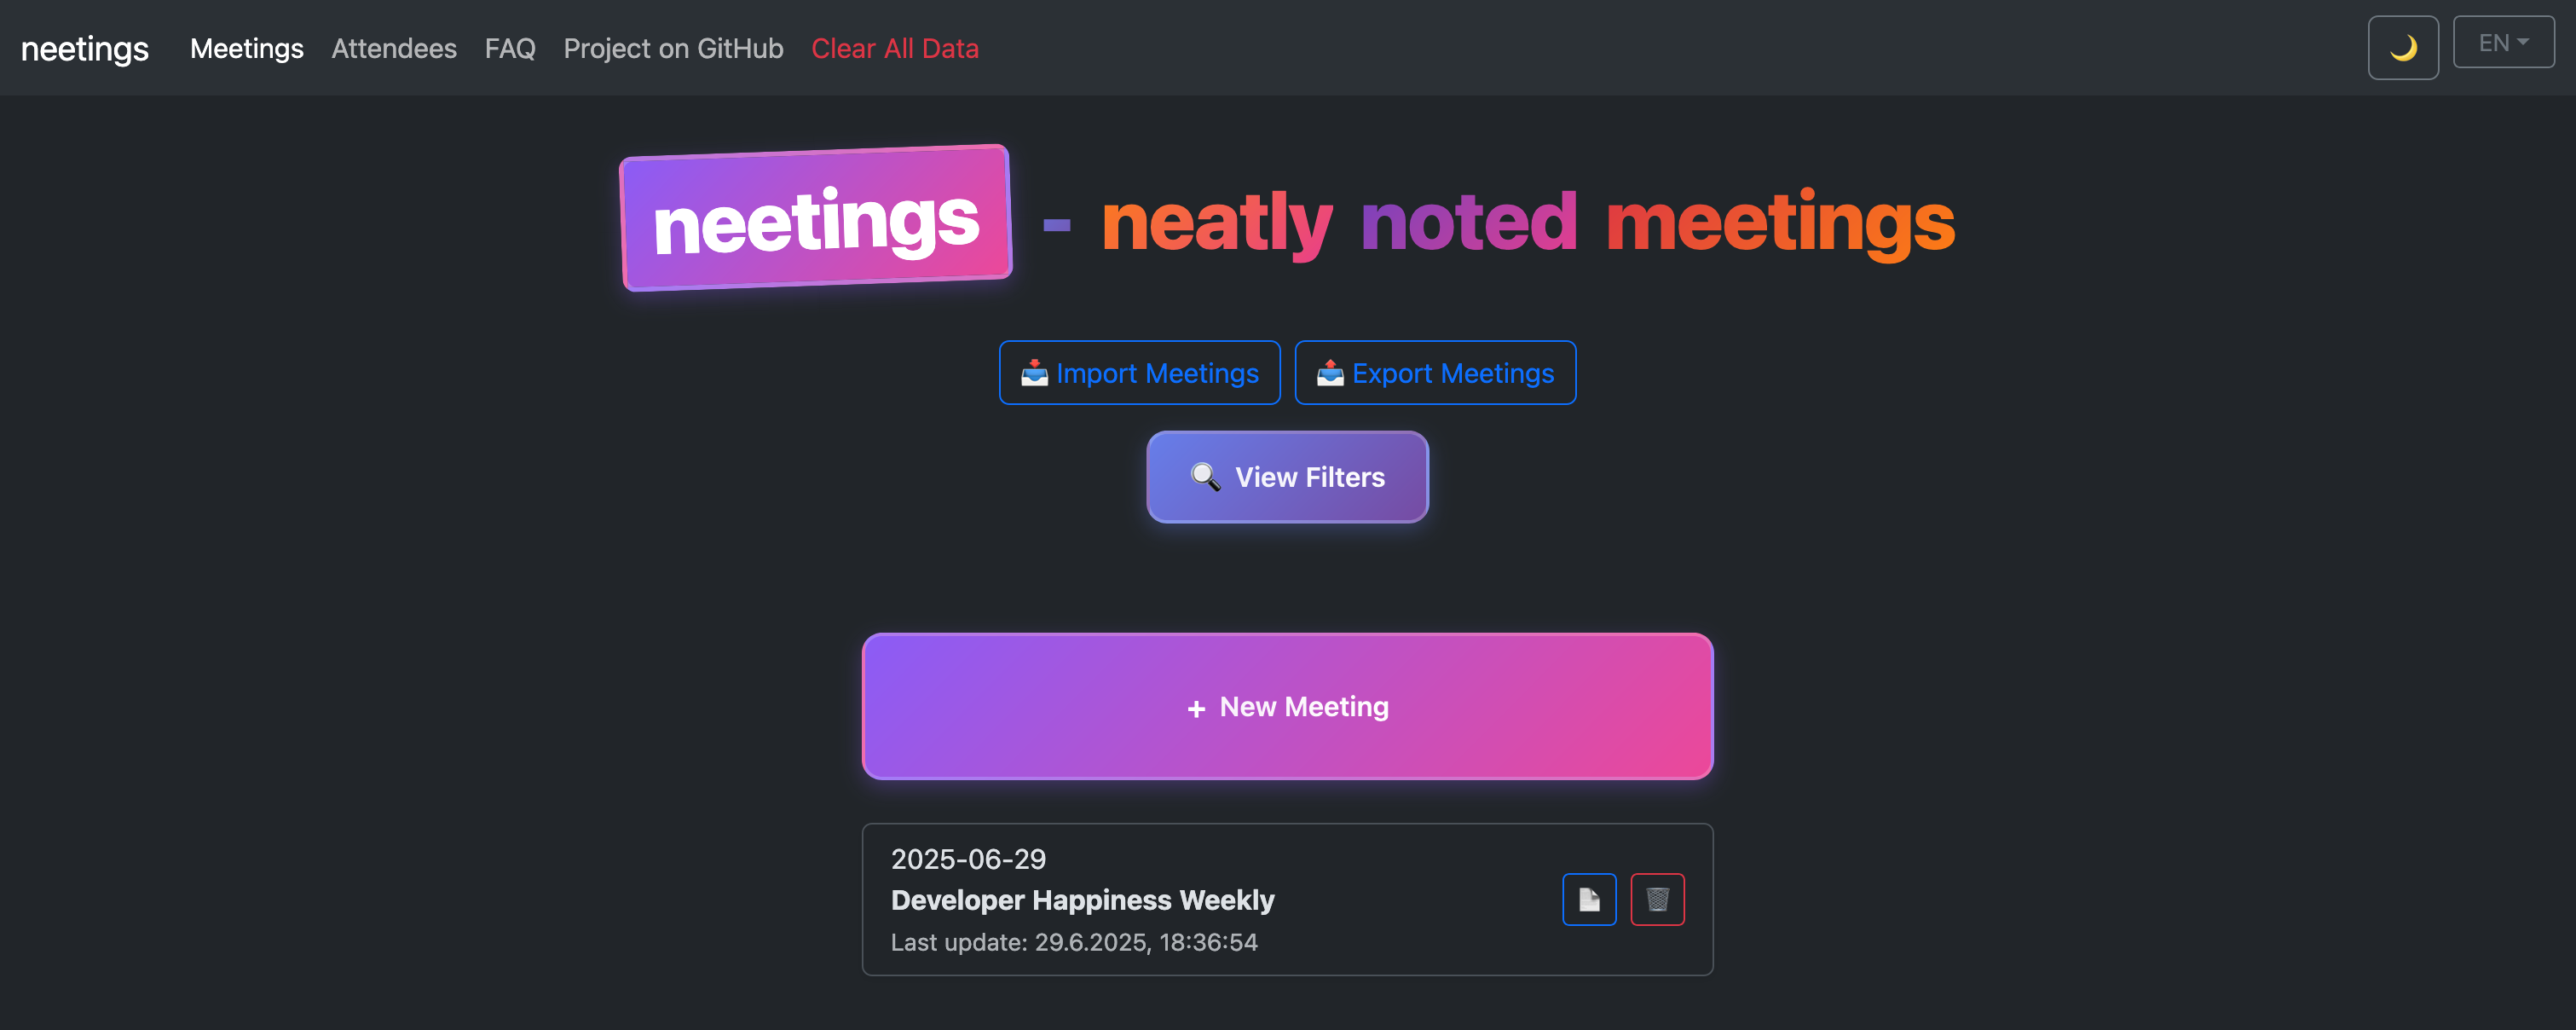 neetings Meetings Attendees FAQ Project on GitHub Clear All Data EN
neetings - neatly noted meetings
Import Meetings Export Meetings
View Filters
+ New Meeting
2025-06-29
Developer Happiness Weekly
Last update: 29.6.2025, 18:36:54